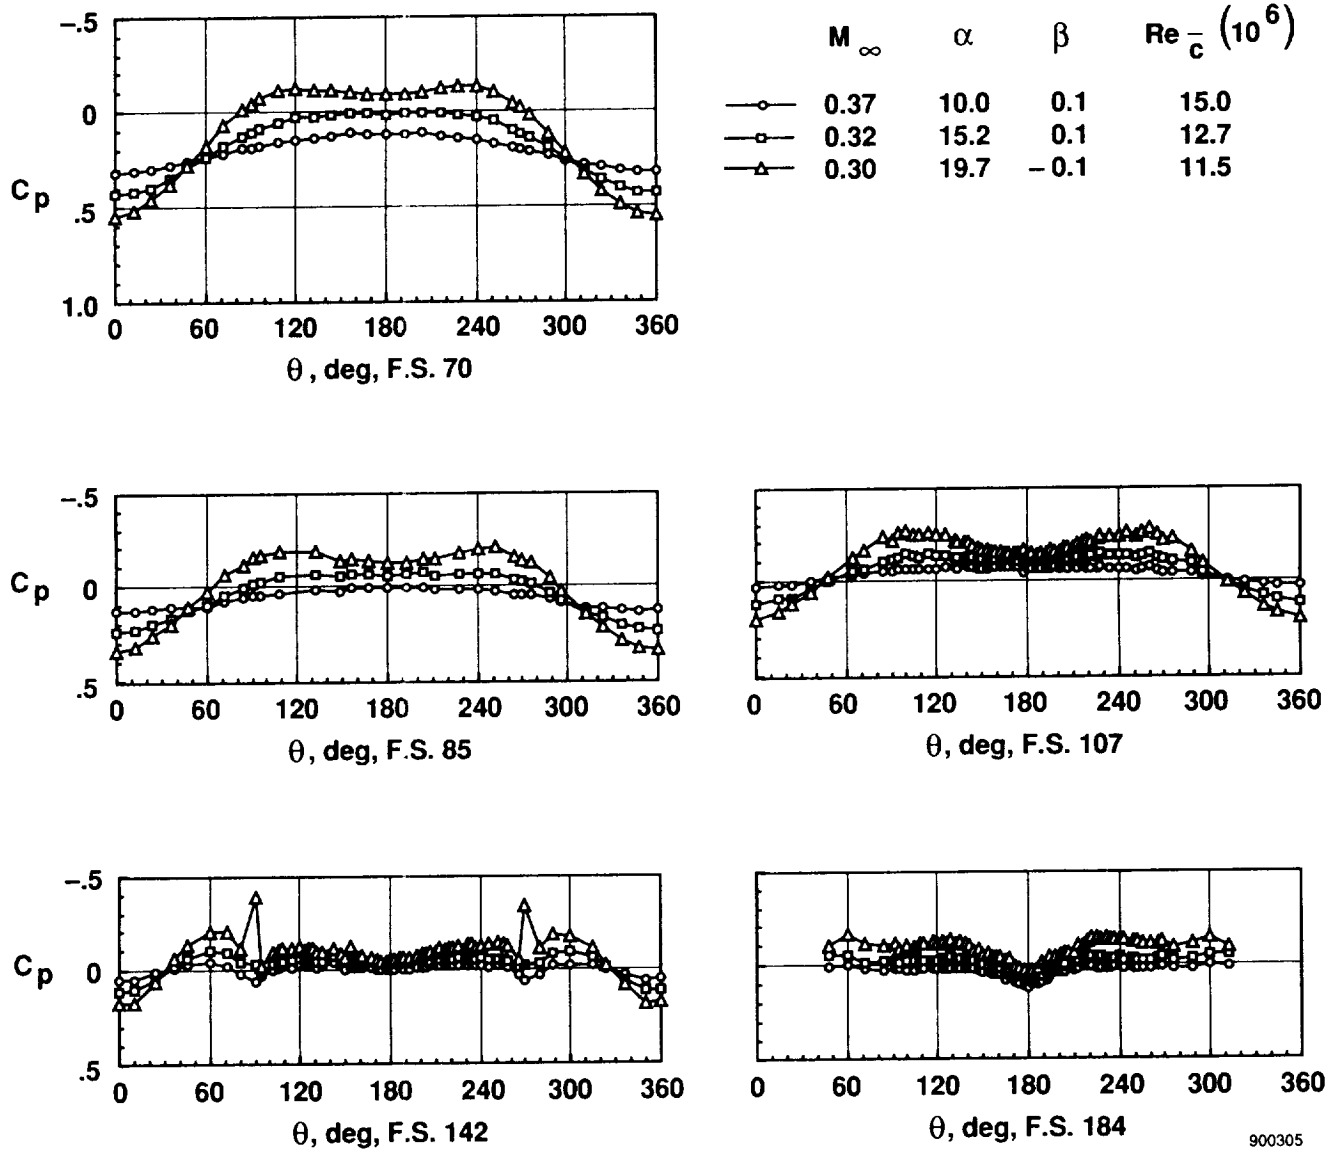 M∞ α β Re c̄ (10⁶)
0.37 10.0 0.1 15.0
0.32 15.2 0.1 12.7
0.30 19.7 −0.1 11.5
−.5
0
Cp
.5
1.0
0 60 120 180 240 300 360
θ, deg, F.S. 70
−.5
0
Cp
.5
0 60 120 180 240 300 360
θ, deg, F.S. 85
0 60 120 180 240 300 360
θ, deg, F.S. 107
−.5
Cp
0
.5
0 60 120 180 240 300 360
θ, deg, F.S. 142
0 60 120 180 240 300 360
θ, deg, F.S. 184
900305